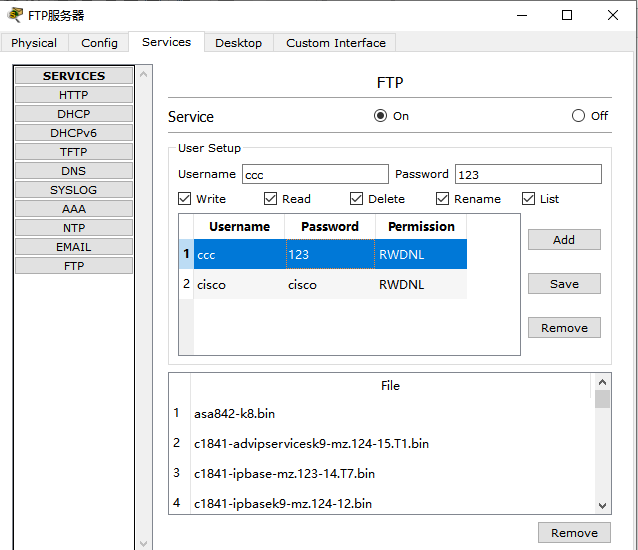 FTP服务器
Physical Config Services Desktop Custom Interface
SERVICES
HTTP
DHCP
DHCPv6
TFTP
DNS
SYSLOG
AAA
NTP
EMAIL
FTP
FTP
Service On Off
User Setup
Username ccc Password 123
Write Read Delete Rename List
Username Password Permission
1 ccc 123 RWDNL
2 cisco cisco RWDNL
Add
Save
Remove
File
1 asa842-k8.bin
2 c1841-advipservicesk9-mz.124-15.T1.bin
3 c1841-ipbase-mz.123-14.T7.bin
4 c1841-ipbasek9-mz.124-12.bin
Remove